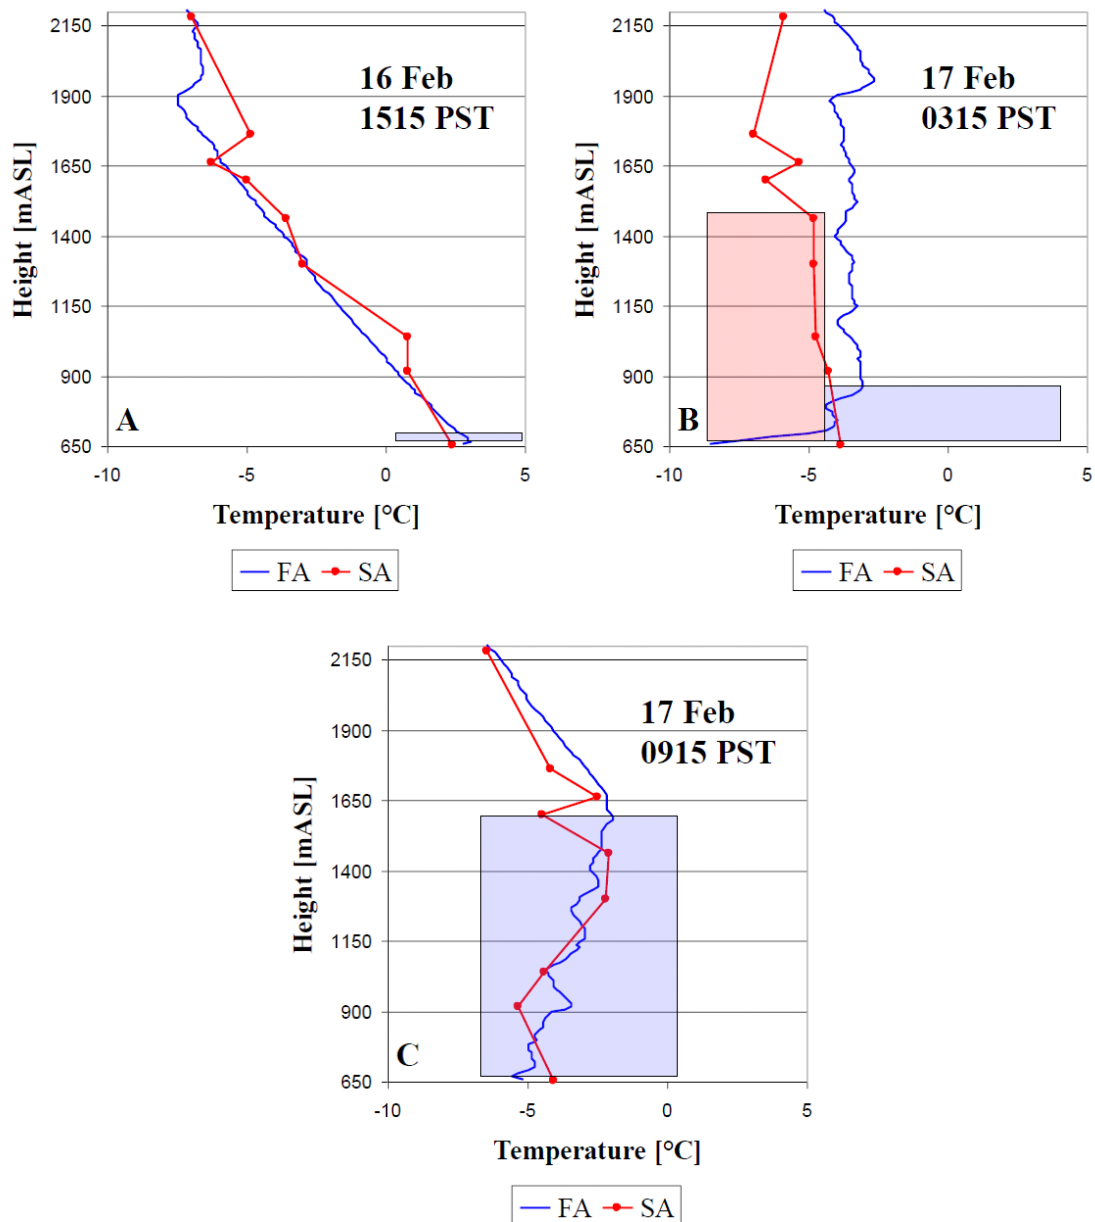 2150
1900
1650
1400
1150
900
650
Height [mASL]
16 Feb
1515 PST
A
-10 -5 0 5
Temperature [°C]
FA SA
2150
1900
1650
1400
1150
900
650
Height [mASL]
17 Feb
0315 PST
B
-10 -5 0 5
Temperature [°C]
FA SA
2150
1900
1650
1400
1150
900
650
Height [mASL]
17 Feb
0915 PST
C
-10 -5 0 5
Temperature [°C]
FA SA